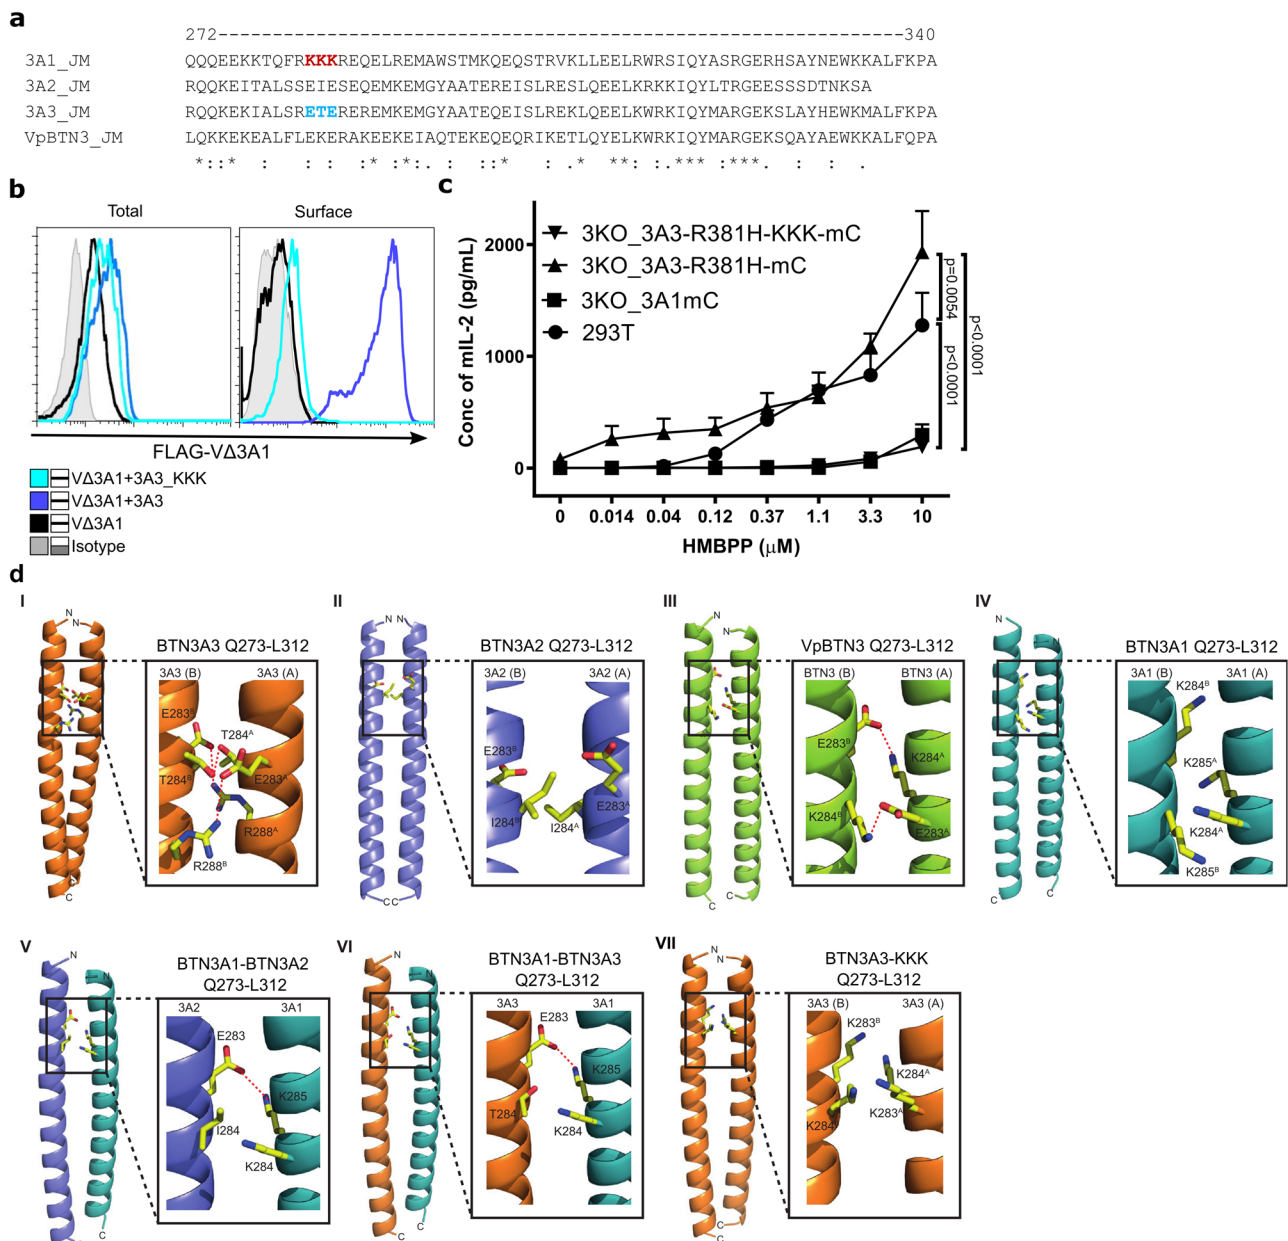 a
272----------------------------------------------340
3A1_JM QQQEEKKTQFRKKKREQELREMAWSTMKQEQSTRVKLLEELRWRSIQYASRGERHSAYNEWKKALFKPA
3A2_JM RQQKEITALSSEIESEQEMKEMGYAATEREISLRESLQEELKRKKIQYLTRGEESSSDTNKSA
3A3_JM RQQKEKIALSRETEREREMKEMGYAATEQEISLREKLQEELKWRKIQYMARGEKSLAYHEWKMALFKPA
VpBTN3_JM LQKKEKEALFLEKERAKEEKEIAQTEKEQEQRIKETLQYEELKWRKIQYMARGEKSQAYAEWKKALFQPA
*::* : : : :* **:. : ::* : : . * **:.:*** ***. : : .
b
Total
Surface
FLAG-VΔ3A1
VΔ3A1+3A3_KKK
VΔ3A1+3A3
VΔ3A1
Isotype
c
Conc of mIL-2 (pg/mL)
2000
1000
0
3KO_3A3-R381H-KKK-mC
3KO_3A3-R381H-mC
3KO_3A1mC
293T
p=0.0054
p<0.0001
p<0.0001
0 0.014 0.04 0.12 0.37 1.1 3.3 10
HMBPP (μM)
d
I
N
N
C
BTN3A3 Q273-L312
3A3 (B) 3A3 (A)
E283B
T284A
T284B
E283A
R288A
R288B
II
N N
C C
BTN3A2 Q273-L312
3A2 (B) 3A2 (A)
E283B
E283A
I284B
I284A
III
N
N
C C
VpBTN3 Q273-L312
BTN3 (B) BTN3 (A)
E283B
K284A
K284B
E283A
IV
N
N
C
C
BTN3A1 Q273-L312
3A1 (B) 3A1 (A)
K284B
K285A
K284A
K285B
V
N
N
C
C
BTN3A1-BTN3A2
Q273-L312
3A2 3A1
E283
K285
I284
K284
VI
N
N
C
C
BTN3A1-BTN3A3
Q273-L312
3A3 3A1
E283
K285
T284
K284
VII
N
N
C
C
BTN3A3-KKK
Q273-L312
3A3 (B) 3A3 (A)
K283B
K284A
K283A
K284